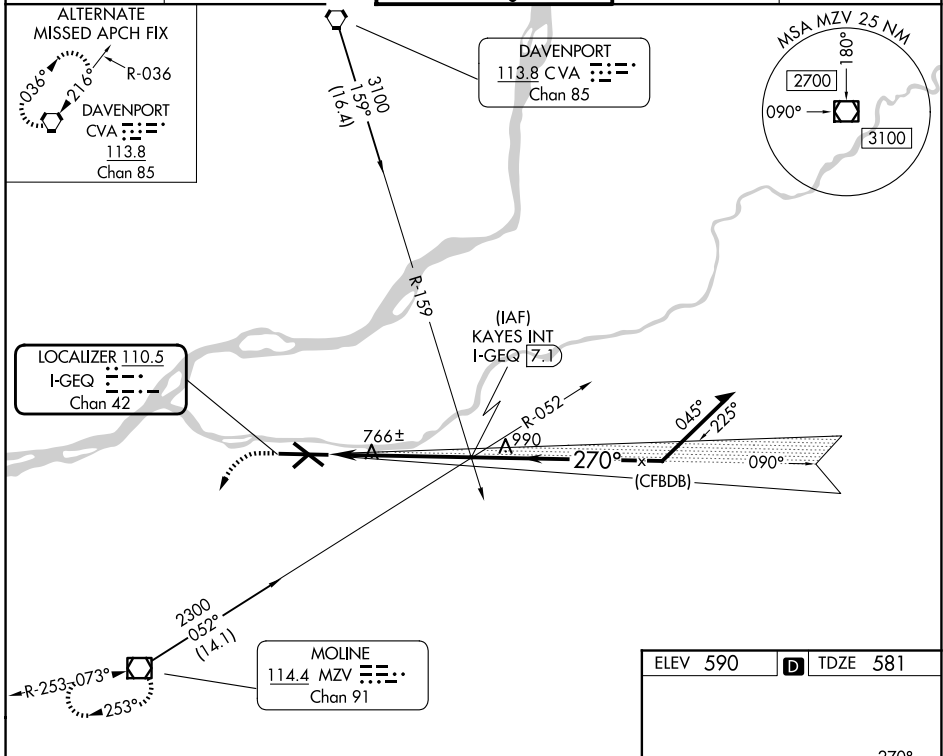 ALTERNATE
MISSED APCH FIX
R-036
036°
216°
DAVENPORT
CVA
113.8
Chan 85
3100
159°
(16.4)
DAVENPORT
113.8 CVA
Chan 85
MSA MZV 25 NM
180°
2700
090°
3100
R-159
(IAF)
KAYES INT
I-GEQ 7.1
LOCALIZER 110.5
I-GEQ
Chan 42
R-052
766±
990
045°
225°
270°
x
090°
(CFBDB)
2300
052°
(14.1)
MOLINE
114.4 MZV
Chan 91
R-253
073°
253°
ELEV 590 D TDZE 581
270°